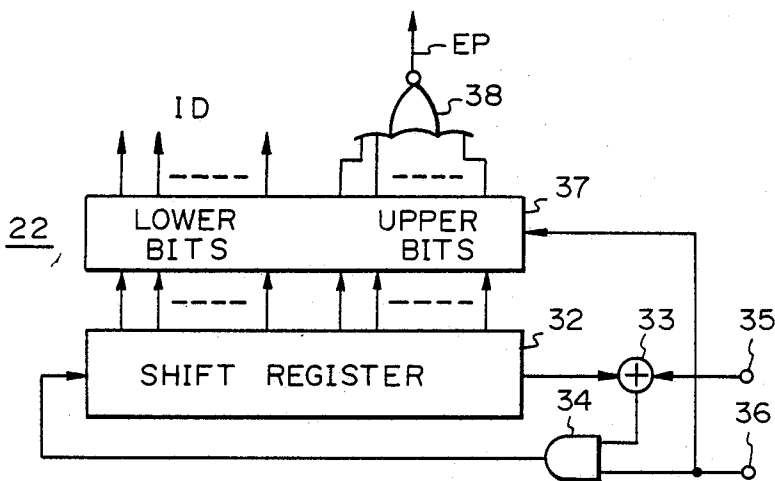 EP
38
ID
37
LOWER BITS
UPPER BITS
22
32
33
35
SHIFT REGISTER
34
36